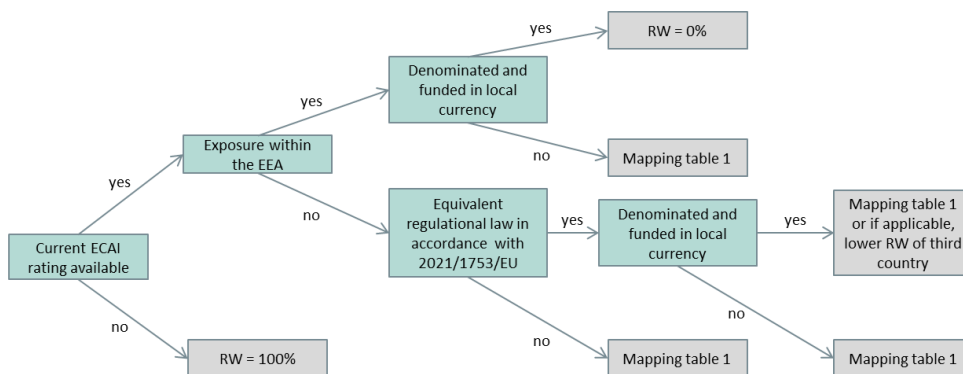 yes
RW = 0%
Denominated and
funded in local
currency
yes
no
Mapping table 1
Exposure within
the EEA
yes
no
Equivalent
regulational law in
accordance with
2021/1753/EU
yes
Denominated and
funded in local
currency
yes
Mapping table 1
or if applicable,
lower RW of third
country
Current ECAI
rating available
no
RW = 100%
no
Mapping table 1
no
Mapping table 1